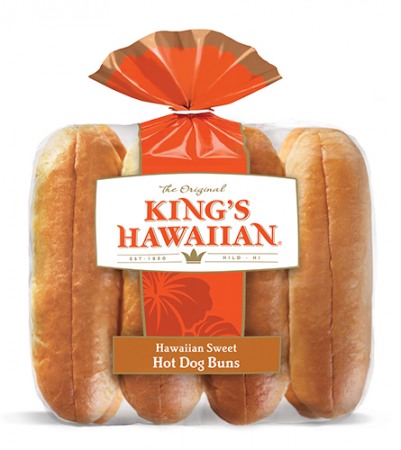 The Original
KING'S
HAWAIIAN®
EST·1950 HILO·HI
Hawaiian Sweet
Hot Dog Buns